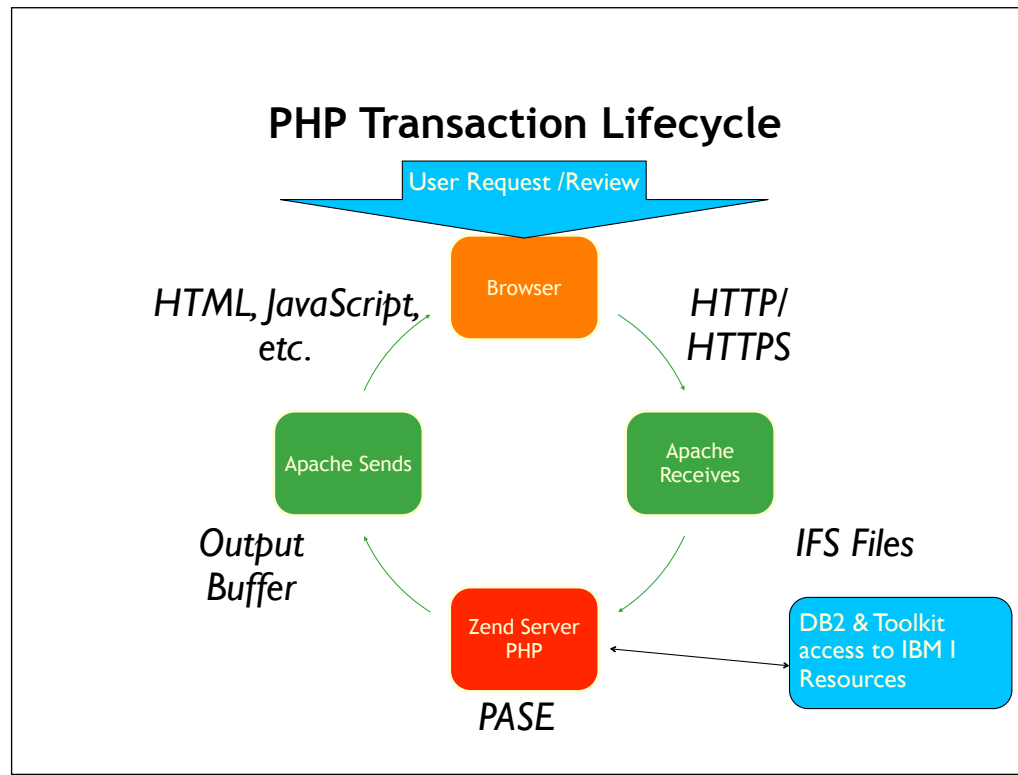 PHP Transaction Lifecycle
User Request /Review
Browser
HTML, JavaScript,
etc.
HTTP/
HTTPS
Apache Sends
Apache
Receives
Output
Buffer
IFS Files
Zend Server
PHP
DB2 & Toolkit
access to IBM I
Resources
PASE